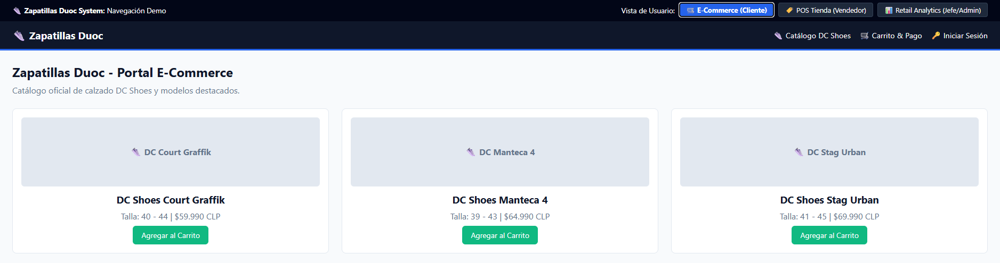 Zapatillas Duoc System: Navegación Demo
Vista de Usuario: E-Commerce (Cliente) POS Tienda (Vendedor) Retail Analytics (Jefe/Admin)
Zapatillas Duoc
Catálogo DC Shoes Carrito & Pago Iniciar Sesión
Zapatillas Duoc - Portal E-Commerce
Catálogo oficial de calzado DC Shoes y modelos destacados.
DC Court Graffik
DC Shoes Court Graffik
Talla: 40 - 44 | $59.990 CLP
Agregar al Carrito
DC Manteca 4
DC Shoes Manteca 4
Talla: 39 - 43 | $64.990 CLP
Agregar al Carrito
DC Stag Urban
DC Shoes Stag Urban
Talla: 41 - 45 | $69.990 CLP
Agregar al Carrito